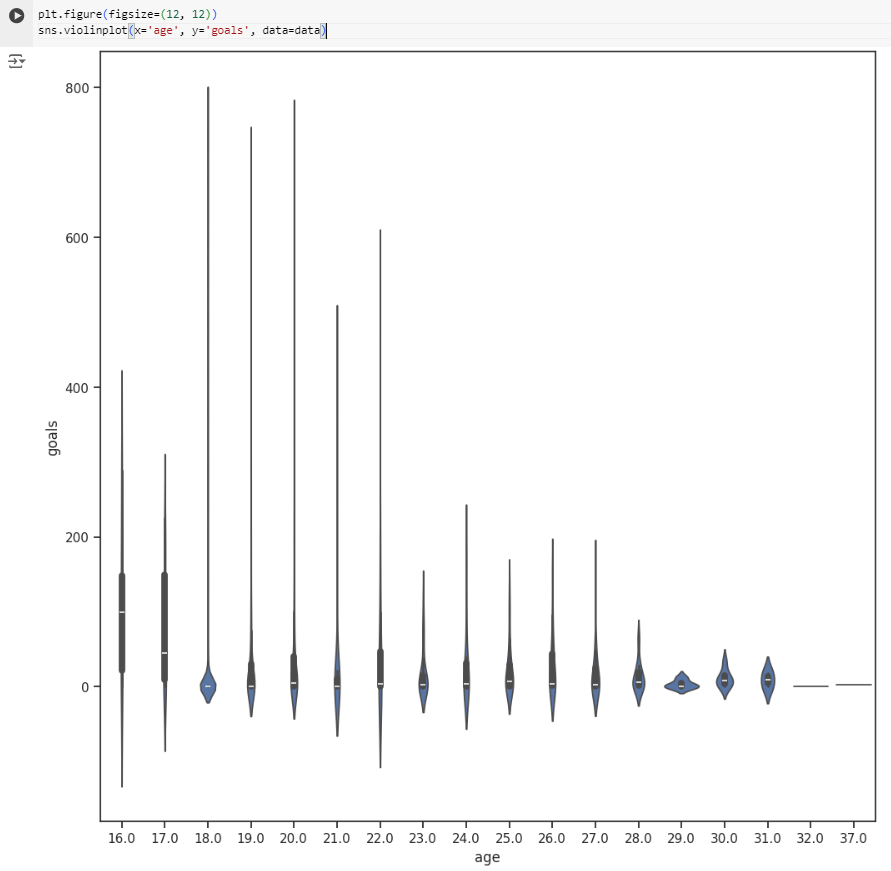 plt.figure(figsize=(12, 12))
sns.violinplot(x='age', y='goals', data=data)
800
600
400
200
0
goals
16.0 17.0 18.0 19.0 20.0 21.0 22.0 23.0 24.0 25.0 26.0 27.0 28.0 29.0 30.0 31.0 32.0 37.0
age